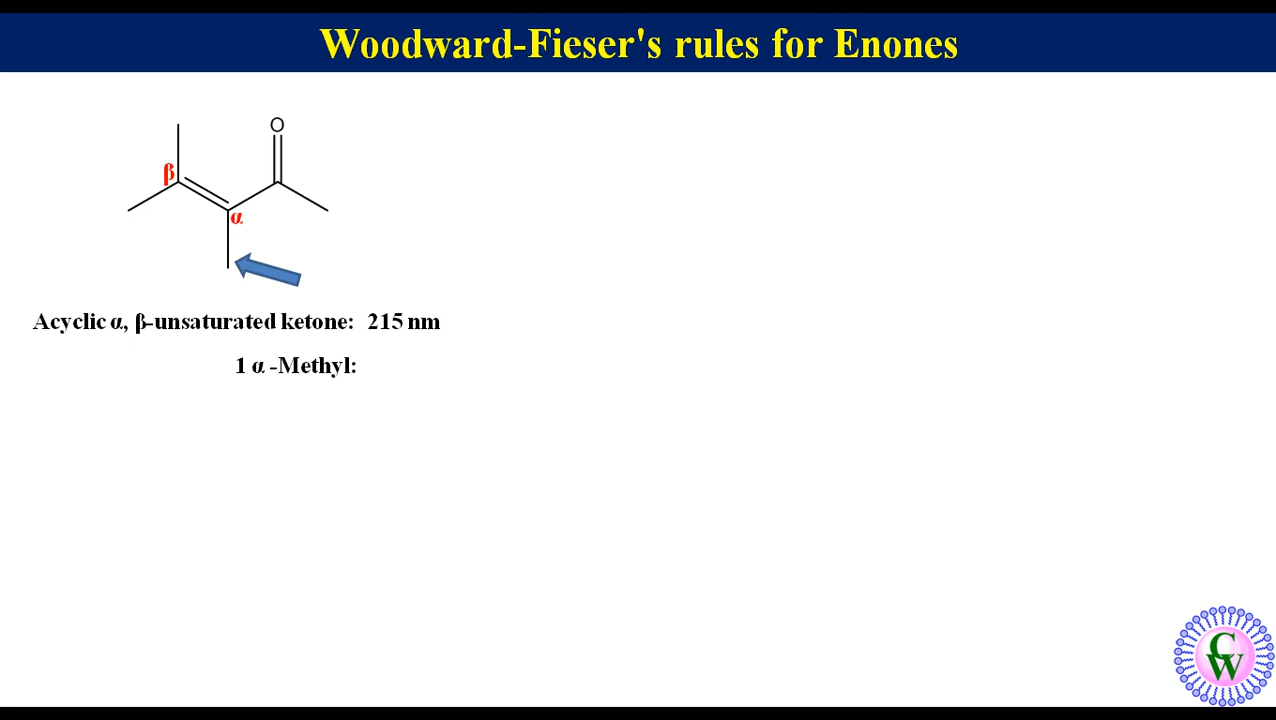 Woodward-Fieser's rules for Enones
O
β
α
Acyclic α, β-unsaturated ketone: 215 nm
1 α -Methyl:
C
W